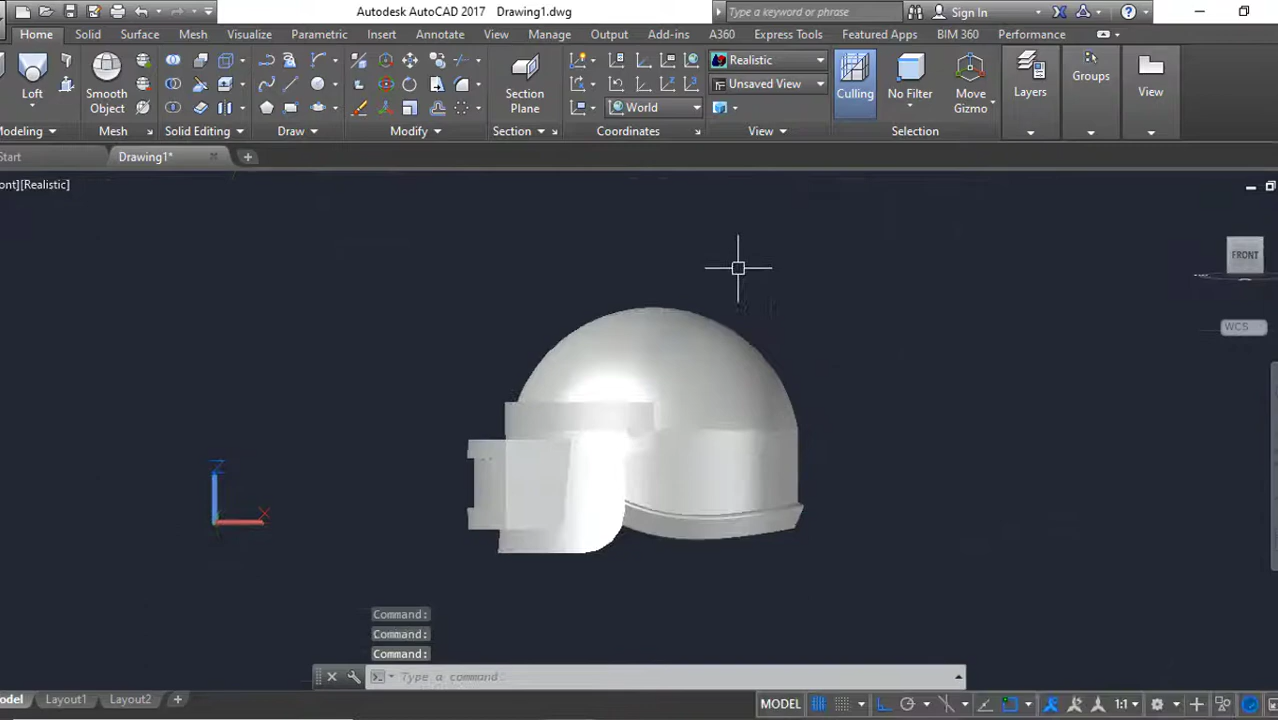 Autodesk AutoCAD 2017 Drawing1.dwg
Type a keyword or phrase
Sign In
Home Solid Surface Mesh Visualize Parametric Insert Annotate View Manage Output Add-ins A360 Express Tools Featured Apps BIM 360 Performance
Loft
Smooth
Object
Section
Plane
World
Realistic
Unsaved View
Culling
No Filter
Move
Gizmo
Layers
Groups
View
odeling Mesh Solid Editing Draw Modify Section Coordinates View Selection
Start Drawing1* +
ont][Realistic]
FRONT
WCS
Z
X
Command:
Command:
Command:
Type a command
odel Layout1 Layout2 +
MODEL 1:1